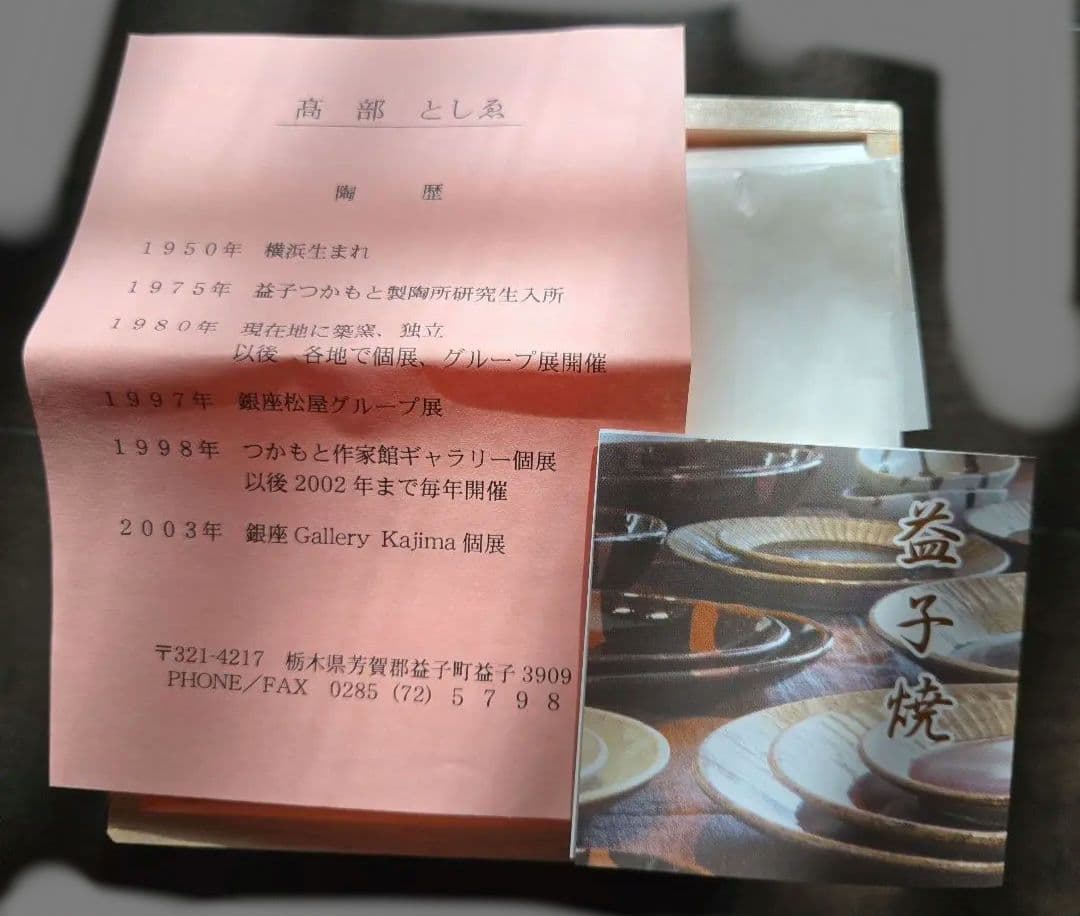 髙　部　としゑ
陶　　　歴
１９５０年　横浜生まれ
１９７５年　益子つかもと製陶所研究生入所
１９８０年　現在地に築窯、独立
以後　各地で個展、グループ展開催
１９９７年　銀座松屋グループ展
１９９８年　つかもと作家館ギャラリー個展
以後2002年まで毎年開催
２００３年　銀座Gallery Kajima個展
〒321-4217　栃木県芳賀郡益子町益子3909
PHONE／FAX　0285（72）５７９８
益子焼